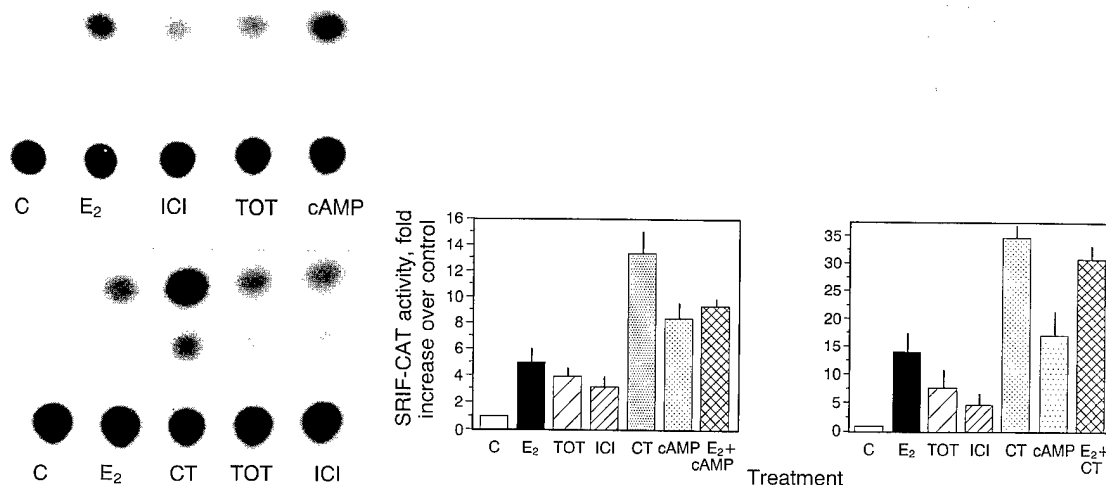 C E₂ ICI TOT cAMP
C E₂ CT TOT ICI
SRIF-CAT activity, fold
increase over control
16
14
12
10
8
6
4
2
0
C E₂ TOT ICI CT cAMP E₂+
cAMP
35
30
25
20
15
10
5
0
C E₂ TOT ICI CT cAMP E₂+
CT
Treatment